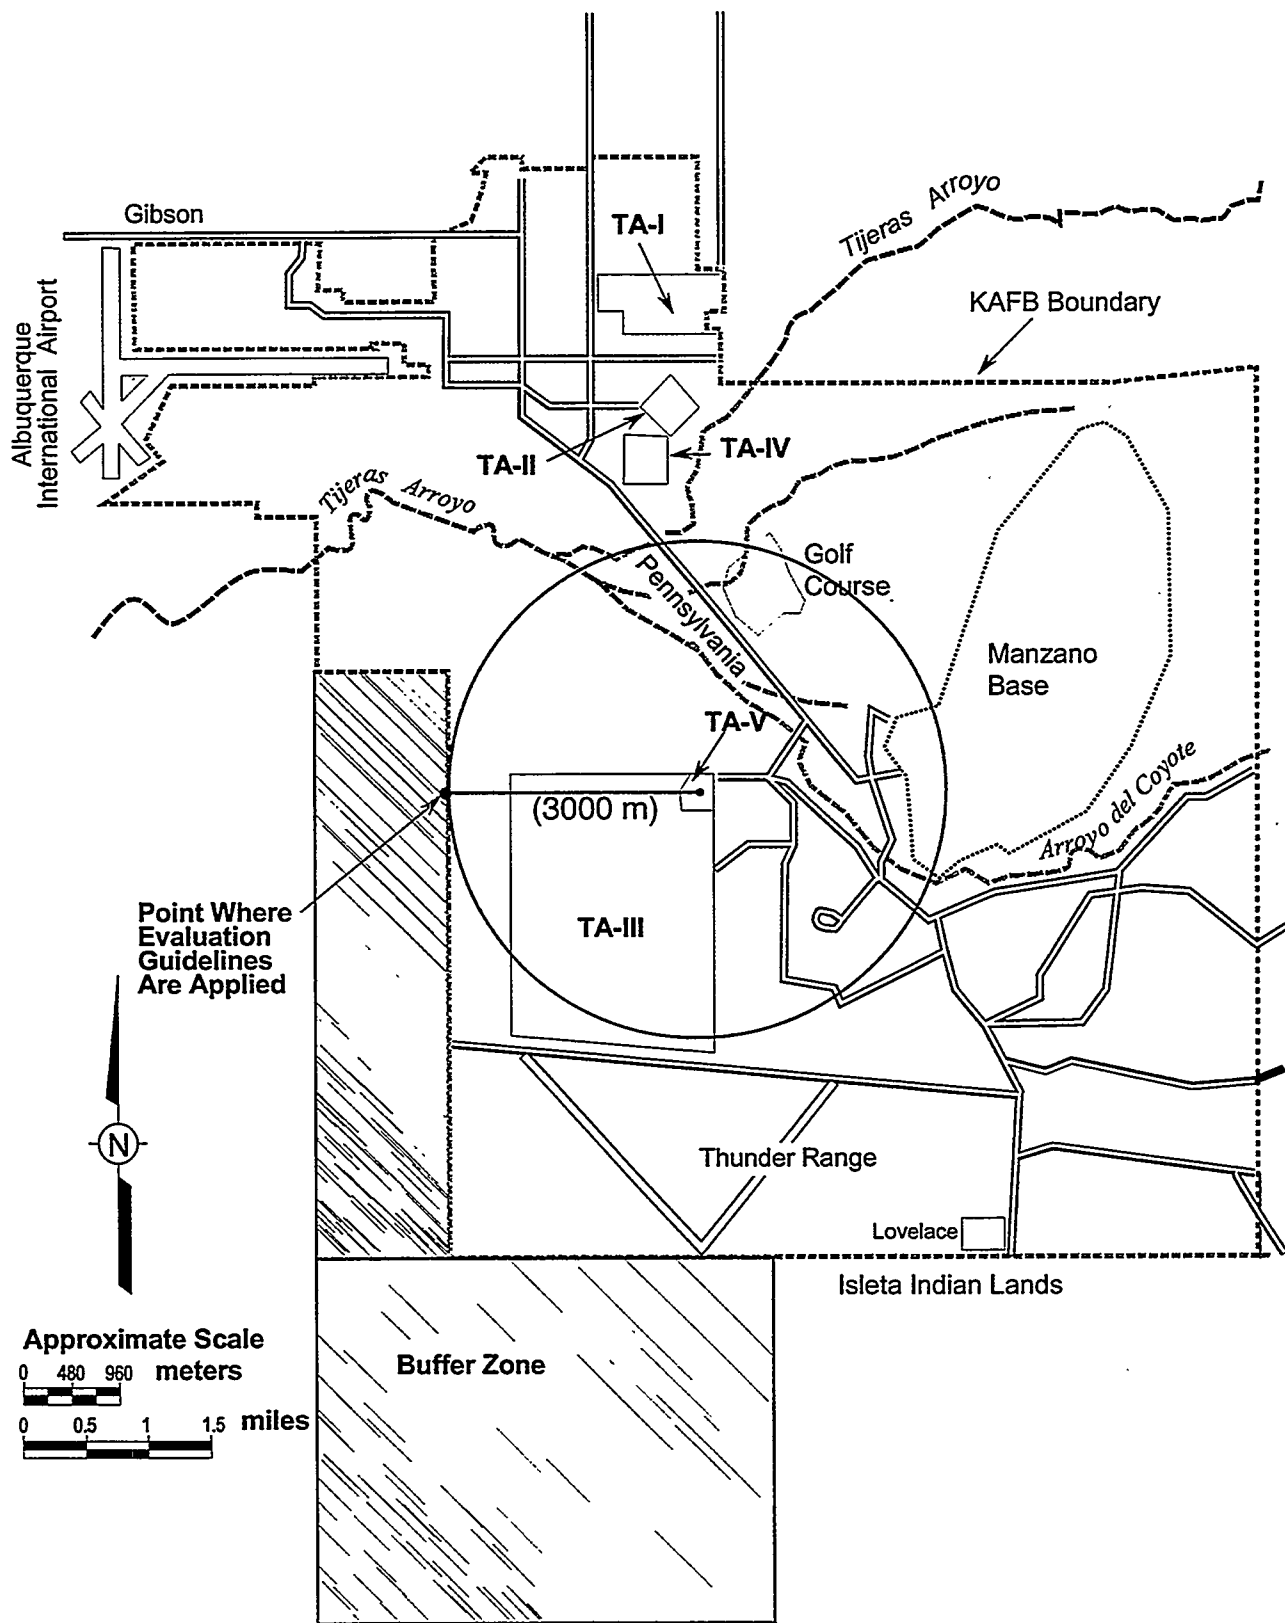 Gibson
TA-I
Tijeras Arroyo
KAFB Boundary
Albuquerque
International Airport
TA-II
TA-IV
Tijeras Arroyo
Golf
Course
Pennsylvania
Manzano
Base
TA-V
(3000 m)
Arroyo del Coyote
Point Where
Evaluation
Guidelines
Are Applied
TA-III
N
Thunder Range
Lovelace
Isleta Indian Lands
Approximate Scale
0 480 960 meters
0 0.5 1 1.5 miles
Buffer Zone